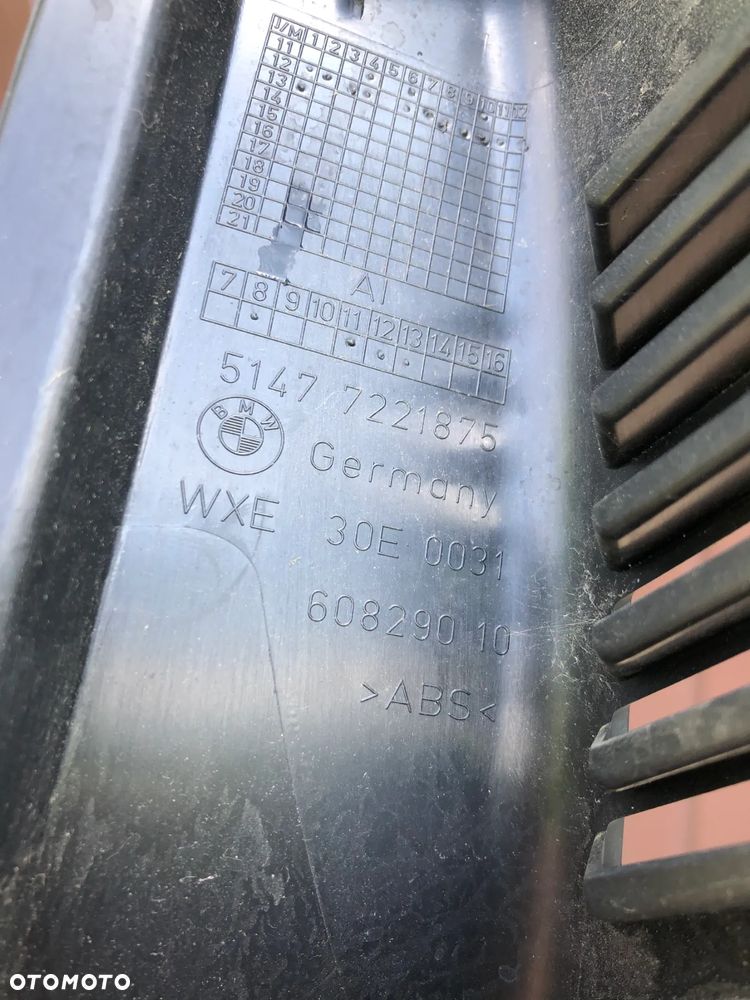 J/M 1 2 3 4 5 6 7 8 9 10 11 12
11
12
13
14
15
16
17
18
19
20
21
AI
7 8 9 10 11 12 13 14 15 16
5147 7221875
BMW Germany
WXE 30E 0031
608290 10
>ABS<
OTOMOTO